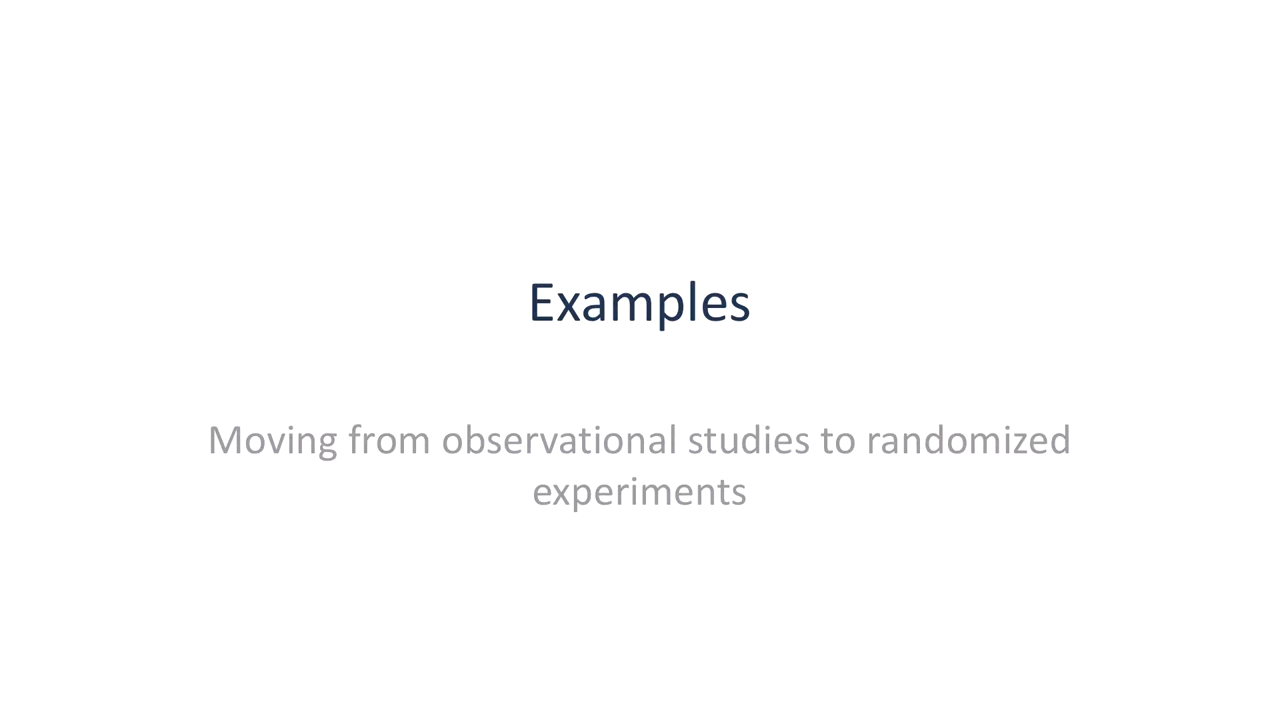 Examples
Moving from observational studies to randomized
experiments